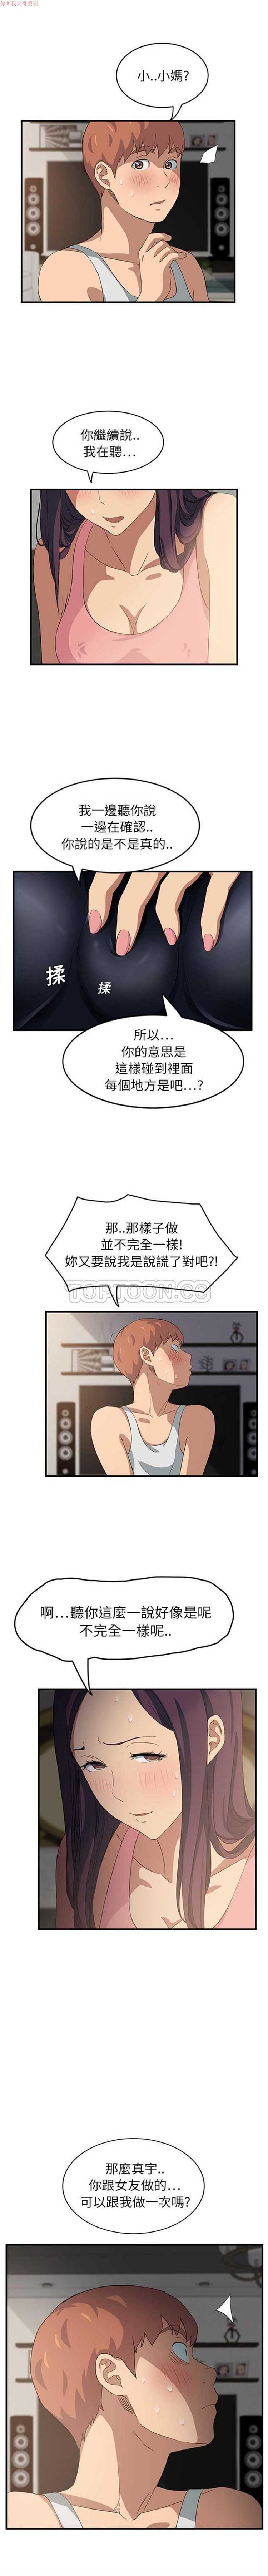 小..小媽?
你繼續說..
我在聽...
我一邊聽你說
一邊在確認..
你說的是不是真的..
揉
揉
所以...
你的意思是
這樣碰到裡面
每個地方是吧...?
那..那樣子做
並不完全一樣!
妳又要說我是說謊了對吧?!
TOPTOON.CC
啊...聽你這麼一說好像是呢
不完全一樣呢..
那麼真宇..
你跟女友做的...
可以跟我做一次嗎?